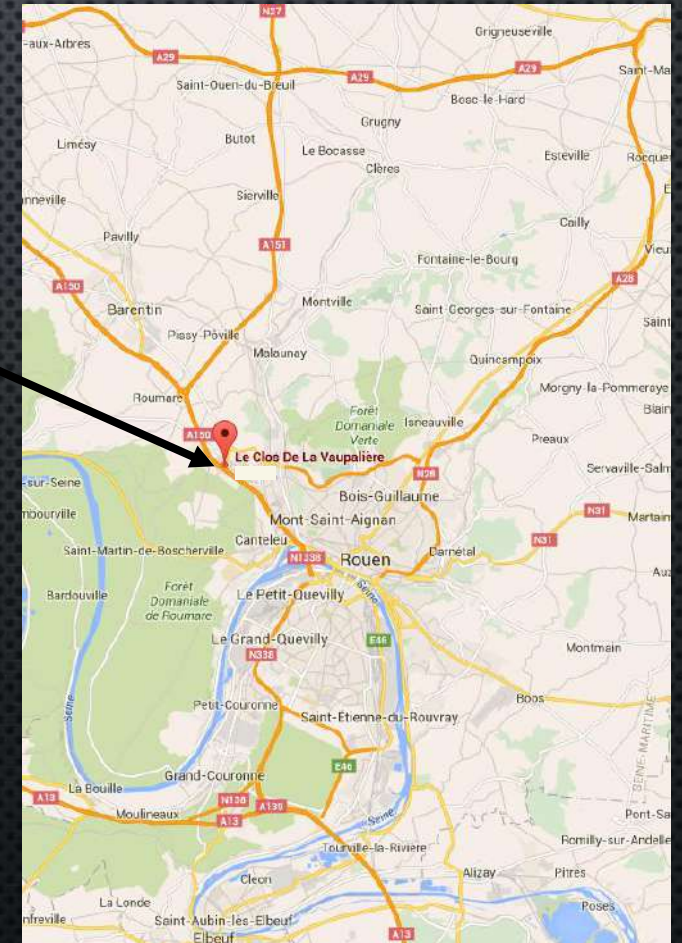 N27
-aux-Arbres
Grigneuseville
A29
A29
A29
Saint-Ouen-du-Breuil
Saint-Ma
Bosc-le-Hard
Grugny
Limésy
Butot
Le Bocasse
Esteville
Rocque
Clères
nneville
Sierville
Pavilly
Cailly
A151
Vieu
Fontaine-le-Bourg
A150
A28
Barentin
Montville
Saint-Georges-sur-Fontaine
Saint
Pissy-Pôville
Malaunay
Quincampoix
Roumare
Morgny-la-Pommeraye
Forêt
Domaniale
Verte
Isneauville
Blain
A150
Preaux
Le Clos De La Vaupalière
N28
Servaville-Salm
-sur-Seine
Bois-Guillaume
N31
mbourville
Mont-Saint-Aignan
Martain
Canteleu
N31
Saint-Martin-de-Boscherville
N1338
Rouen
Darnétal
Bardouville
Forêt
Domaniale
de Roumare
Le Petit-Quevilly
Seine
Auz
Le Grand-Quevilly
E46
N338
Montmain
Seine
Petit-Couronne
Boos
Saint-Étienne-du-Rouvray
SEINE-MARITIME
Grand-Couronne
E46
La Bouille
A13
N138
A139
Moulineaux
A13
Seine
Pont-Sa
Romilly-sur-Andelle
Tourville-la-Riviere
Cleon
Alizay
Pitres
La Londe
Poses
nfreville
Saint-Aubin-lès-Elbeuf
Elbeuf
A13